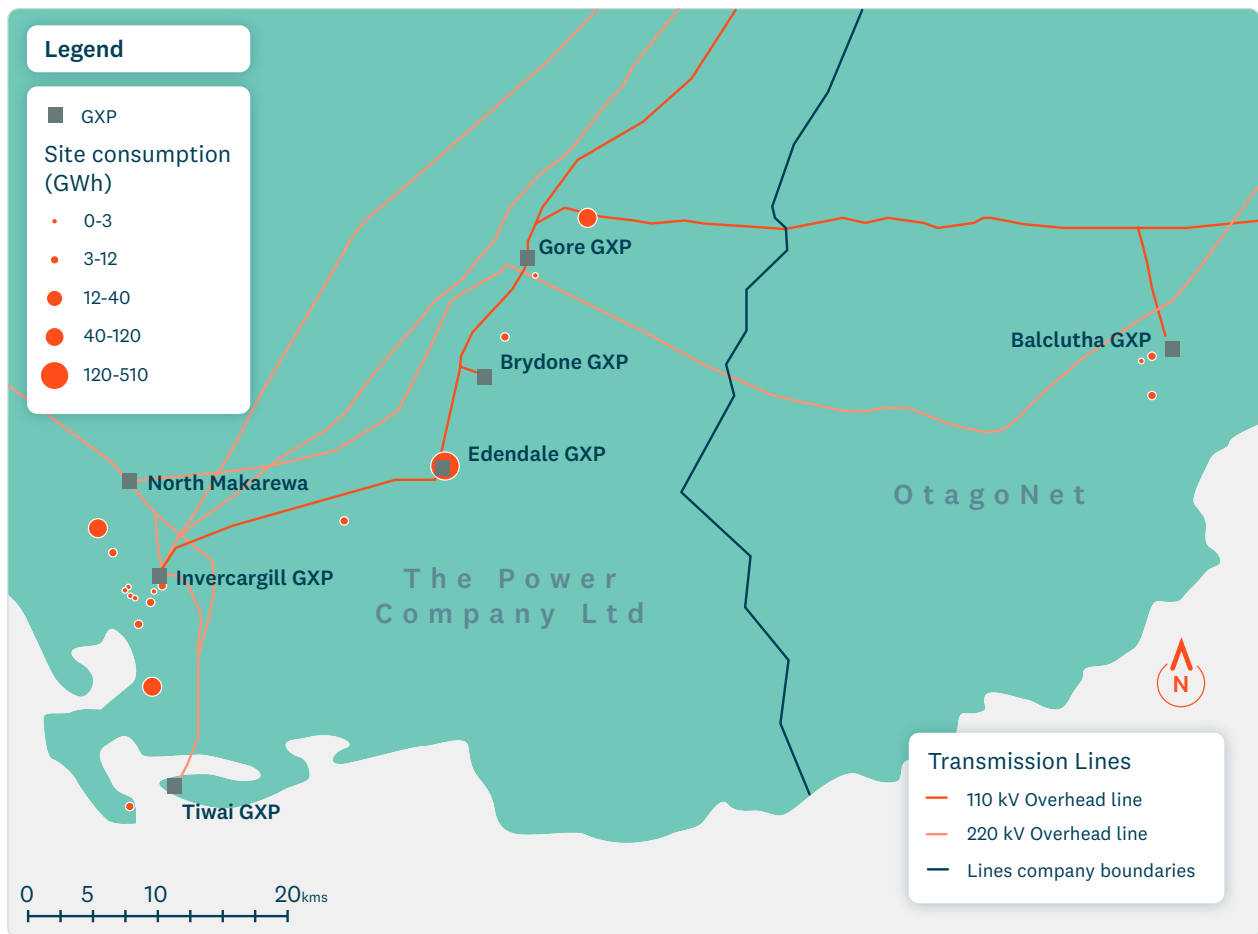 Legend
GXP
Site consumption
(GWh)
0-3
3-12
12-40
40-120
120-510
Gore GXP
Balclutha GXP
Brydone GXP
Edendale GXP
North Makarewa
OtagoNet
Invercargill GXP
The Power
Company Ltd
N
Tiwai GXP
Transmission Lines
110 kV Overhead line
220 kV Overhead line
Lines company boundaries
0 5 10 20kms